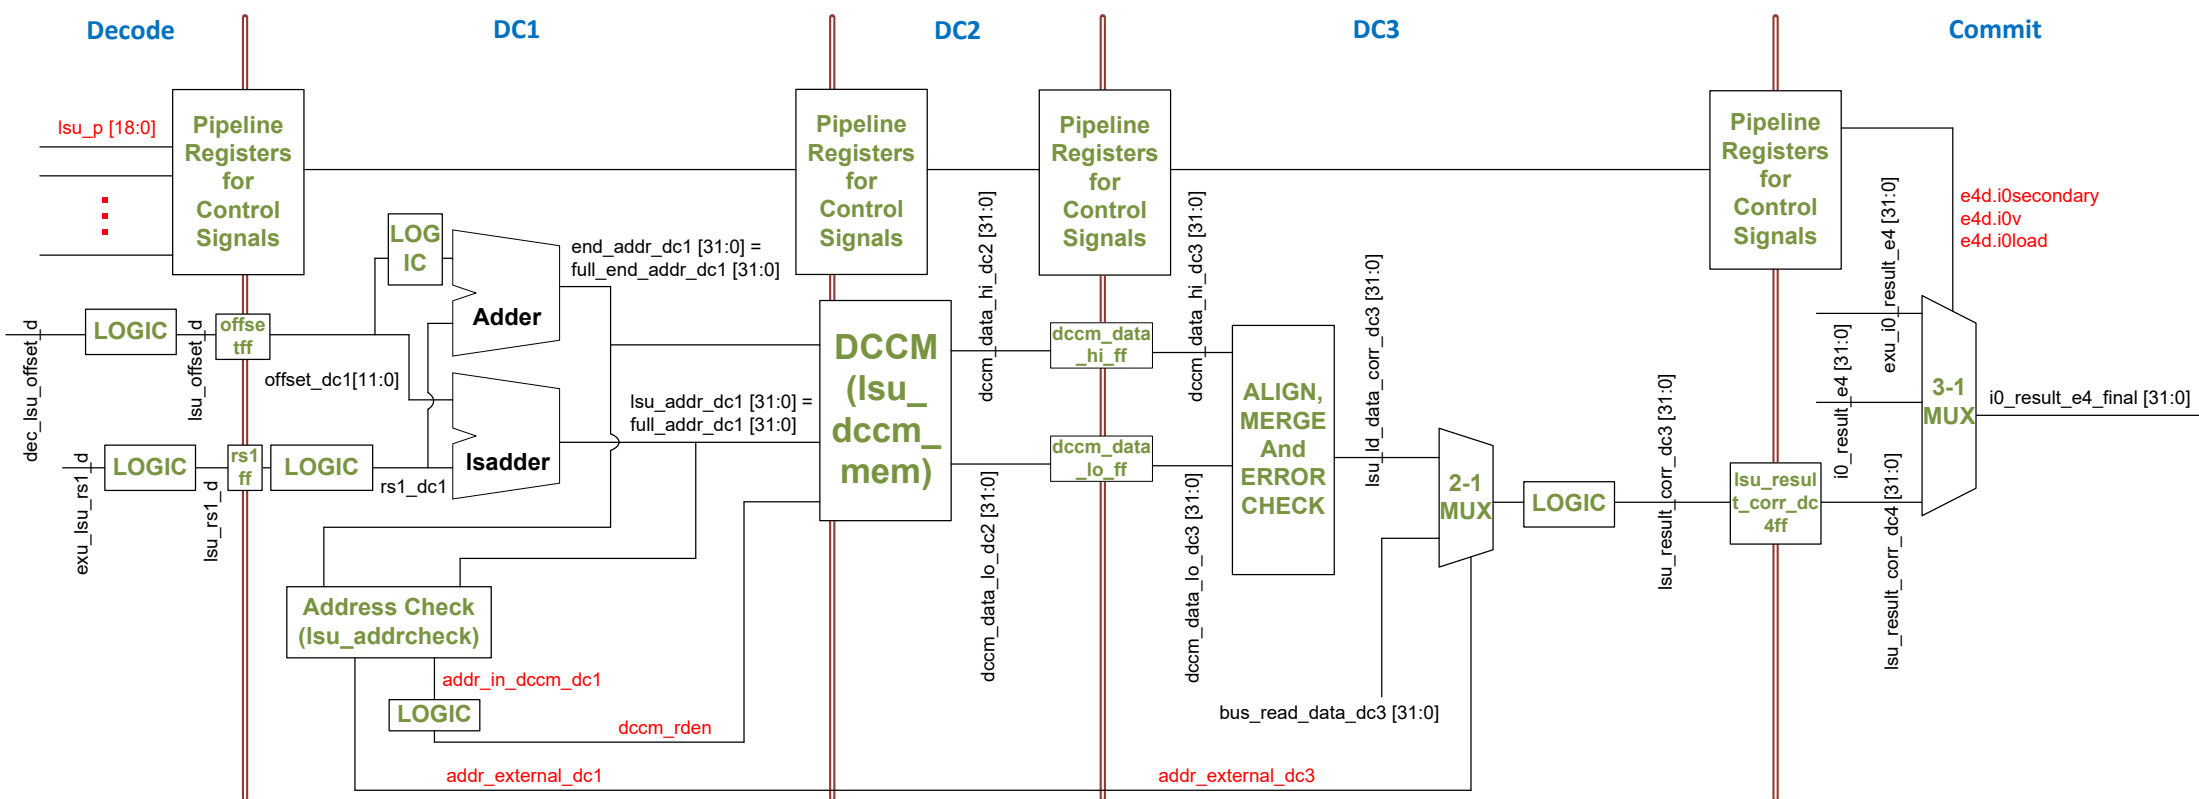 Decode
DC1
DC2
DC3
Commit
lsu_p [18:0]
Pipeline
Registers
for
Control
Signals
Pipeline
Registers
for
Control
Signals
Pipeline
Registers
for
Control
Signals
Pipeline
Registers
for
Control
Signals
e4d.i0secondary
e4d.i0v
e4d.i0load
LOG
IC
Adder
end_addr_dc1 [31:0] =
full_end_addr_dc1 [31:0]
dec_lsu_offset_d
LOGIC
lsu_offset_d
offse
tff
offset_dc1[11:0]
exu_lsu_rs1_d
LOGIC
lsu_rs1_d
rs1
ff
LOGIC
rs1_dc1
lsadder
lsu_addr_dc1 [31:0] =
full_addr_dc1 [31:0]
DCCM
(lsu_
dccm_
mem)
dccm_data_hi_dc2 [31:0]
dccm_data_lo_dc2 [31:0]
dccm_data
_hi_ff
dccm_data
_lo_ff
dccm_data_hi_dc3 [31:0]
dccm_data_lo_dc3 [31:0]
ALIGN,
MERGE
And
ERROR
CHECK
lsu_ld_data_corr_dc3 [31:0]
2-1
MUX
bus_read_data_dc3 [31:0]
LOGIC
lsu_result_corr_dc3 [31:0]
lsu_resul
t_corr_dc
4ff
exu_i0_result_e4 [31:0]
i0_result_e4 [31:0]
lsu_result_corr_dc4 [31:0]
3-1
MUX
i0_result_e4_final [31:0]
Address Check
(lsu_addrcheck)
addr_in_dccm_dc1
LOGIC
dccm_rden
addr_external_dc1
addr_external_dc3